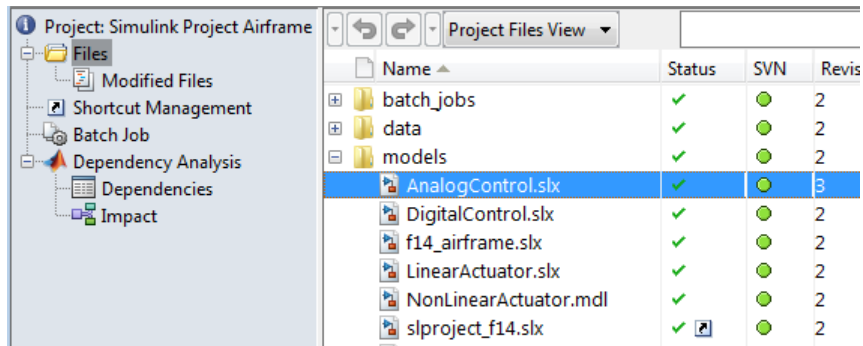 Project: Simulink Project Airframe
Files
Modified Files
Shortcut Management
Batch Job
Dependency Analysis
Dependencies
Impact
Project Files View
Name Status SVN Revis
batch_jobs 2
data 2
models 2
AnalogControl.slx 3
DigitalControl.slx 2
f14_airframe.slx 2
LinearActuator.slx 2
NonLinearActuator.mdl 2
slproject_f14.slx 2